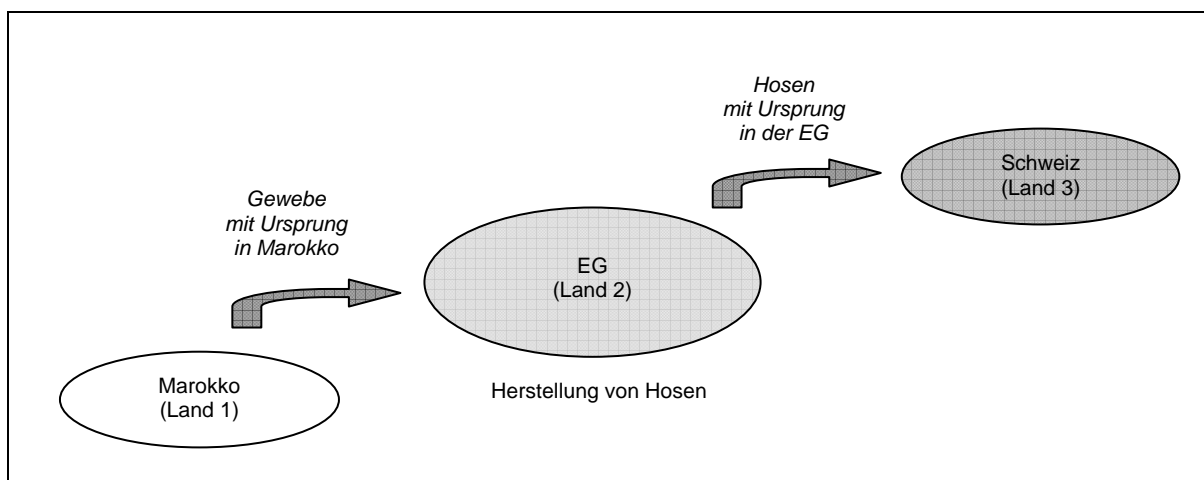 Hosen
mit Ursprung
in der EG
Schweiz
(Land 3)
Gewebe
mit Ursprung
in Marokko
EG
(Land 2)
Marokko
(Land 1)
Herstellung von Hosen